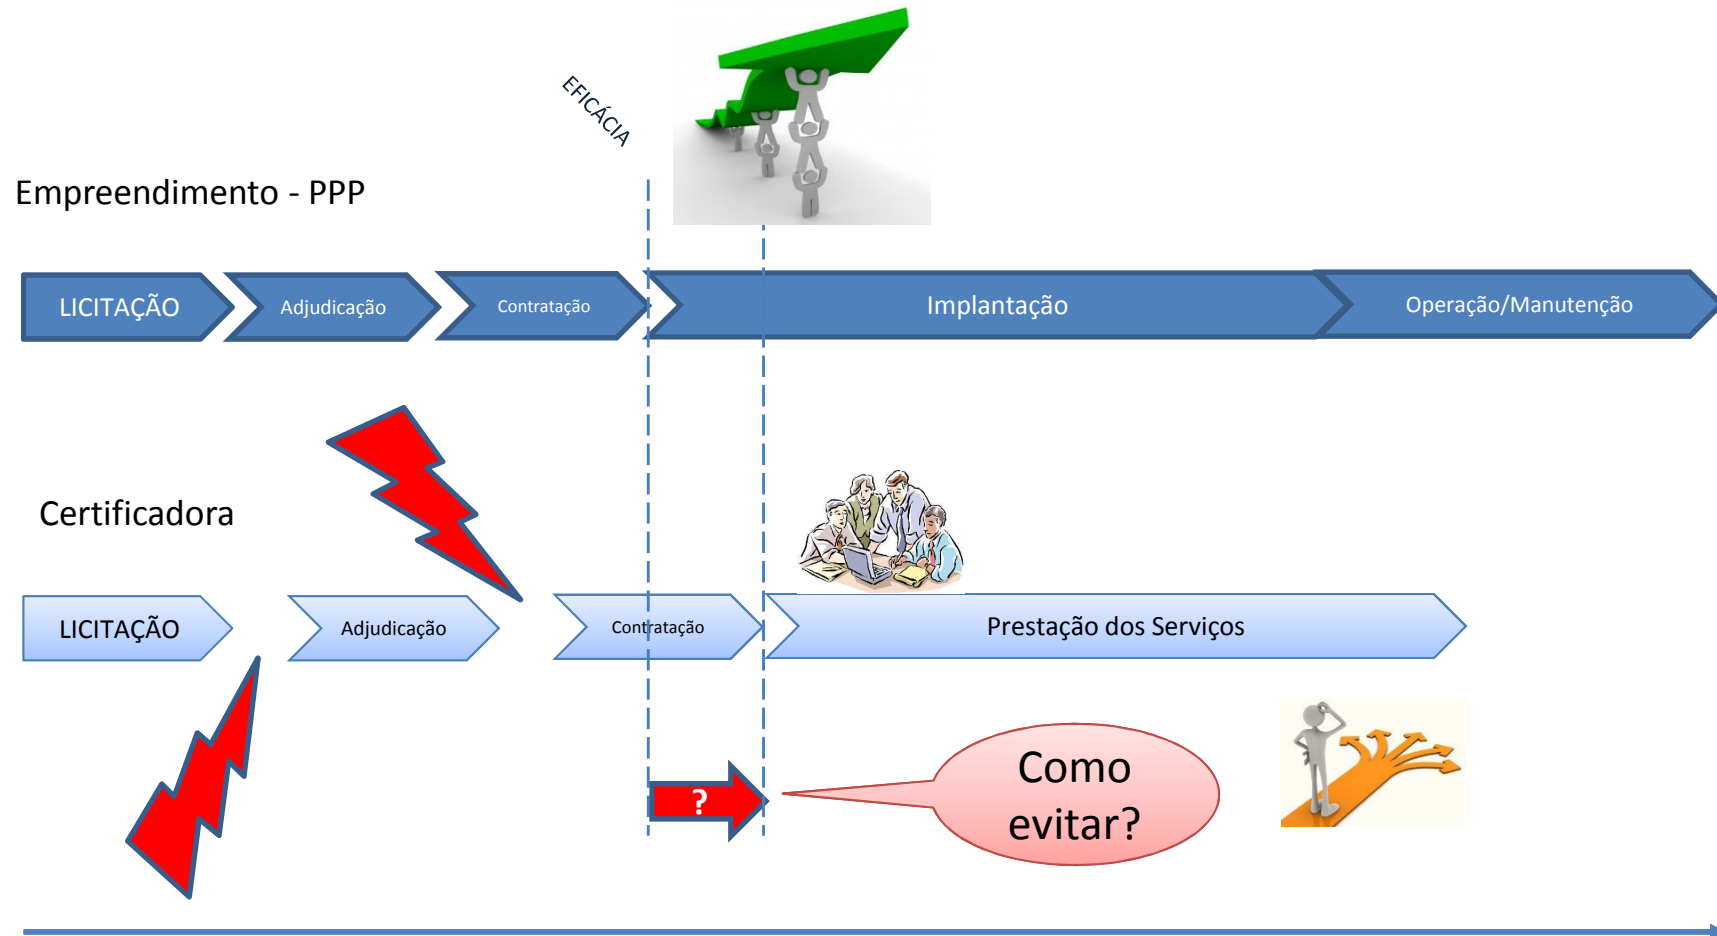 EFICÁCIA
Empreendimento - PPP
LICITAÇÃO
Adjudicação
Contratação
Implantação
Operação/Manutenção
Certificadora
LICITAÇÃO
Adjudicação
Contratação
Prestação dos Serviços
?
Como
evitar?